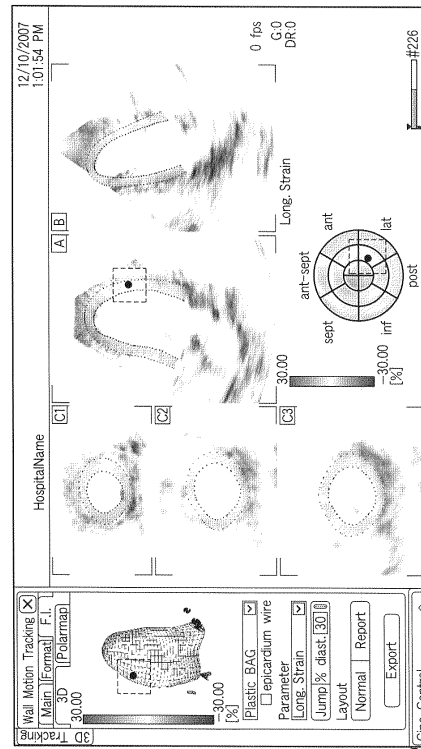 HospitalName
12/10/2007
1:01:54 PM
3D Tracking
Wall Motion Tracking X
Main Format F.I.
3D Polarmap
30.00
-30.00
[%]
Plastic BAG
epicardium wire
Parameter
Long. Strain
Jump % diast. 30
Layout
Normal Report
Export
C1
C2
C3
A
B
0 fps
G:0
DR:0
Long. Strain
30.00
-30.00
[%]
ant-sept
ant
sept
lat
inf
post
#226